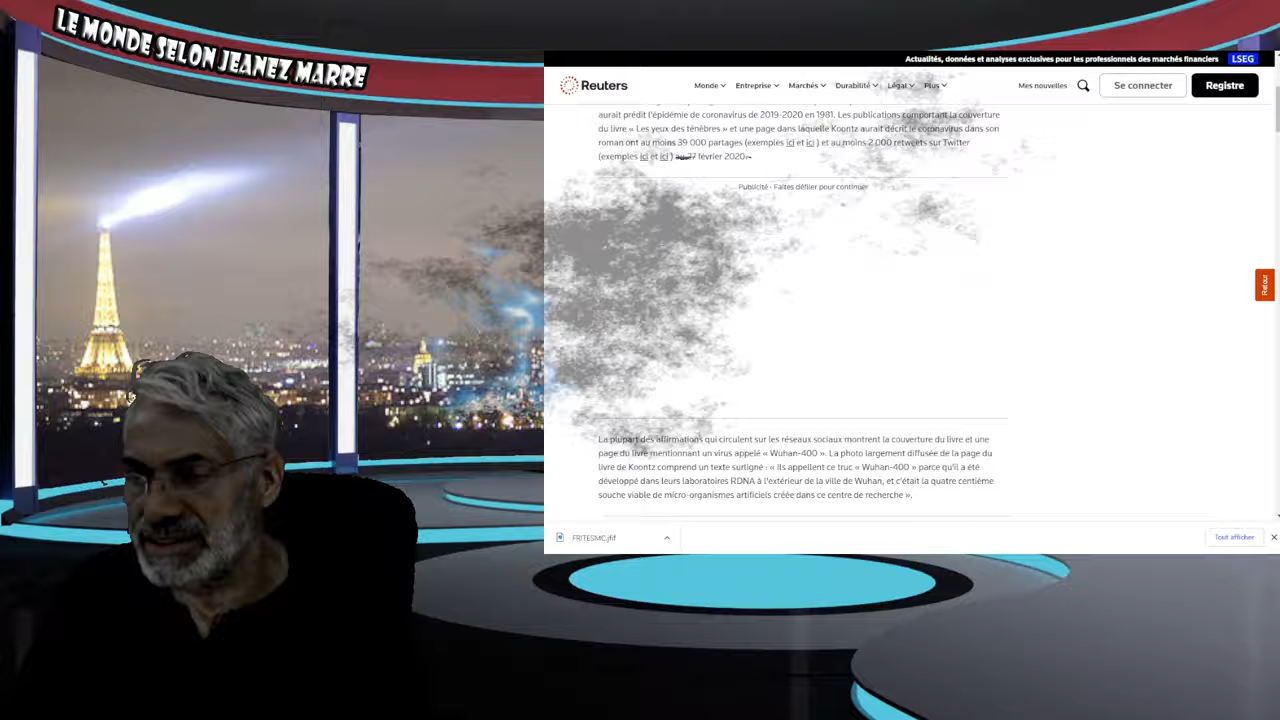 LE MONDE SELON JEANEZ MARRE
Actualités, données et analyses exclusives pour les professionnels des marchés financiers LSEG
Reuters Monde Entreprise Marchés Durabilité Légal Plus Mes nouvelles Se connecter Registre
aurait prédit l'épidémie de coronavirus de 2019-2020 en 1981. Les publications comportant la couverture
du livre « Les yeux des ténèbres » et une page dans laquelle Koontz aurait décrit le coronavirus dans son
roman ont au moins 39 000 partages (exemples ici et ici ) et au moins 2 000 retweets sur Twitter
(exemples ici et ici ) au 27 février 2020.
Publicité · Faites défiler pour continuer
Retour
La plupart des affirmations qui circulent sur les réseaux sociaux montrent la couverture du livre et une
page du livre mentionnant un virus appelé « Wuhan-400 ». La photo largement diffusée de la page du
livre de Koontz comprend un texte surligné : « Ils appellent ce truc « Wuhan-400 » parce qu'il a été
développé dans leurs laboratoires RDNA à l'extérieur de la ville de Wuhan, et c'était la quatre centième
souche viable de micro-organismes artificiels créée dans ce centre de recherche ».
FRITESMC.jfif Tout afficher